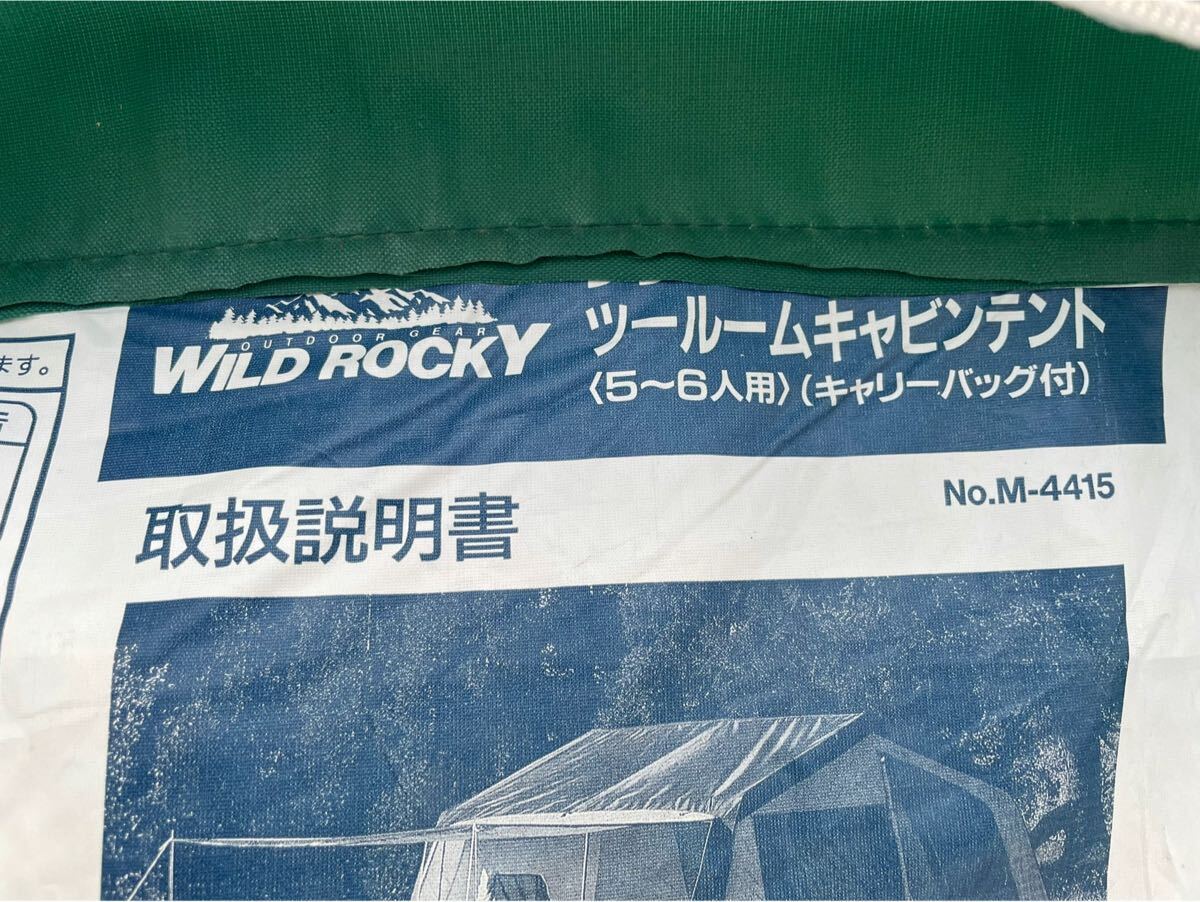 OUTDOOR GEAR
WILD ROCKY
ツールームキャビンテント
〈5〜6人用〉(キャリーバッグ付)
No.M-4415
取扱説明書
ます。